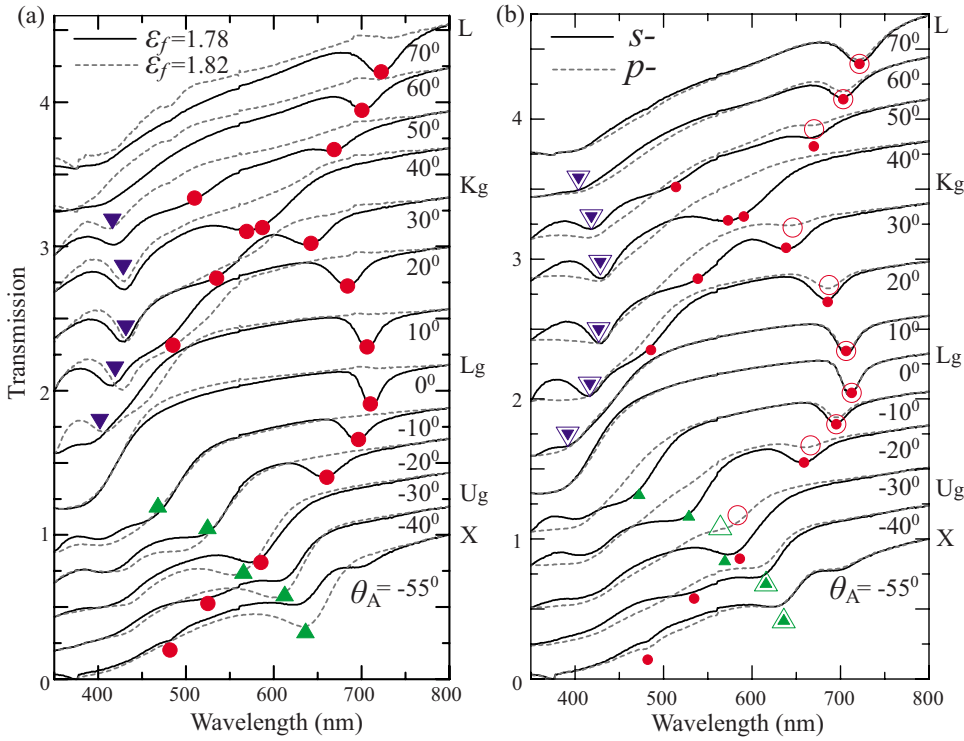 (a)
ε_f=1.78
ε_f=1.82
L
70⁰
60⁰
50⁰
40⁰
Kg
30⁰
20⁰
10⁰
Lg
0⁰
-10⁰
-20⁰
Ug
-30⁰
-40⁰
X
θ_A= -55⁰
4
3
2
1
0
Transmission
400 500 600 700 800
Wavelength (nm)
(b)
s-
p-
L
70⁰
60⁰
50⁰
40⁰
Kg
30⁰
20⁰
10⁰
Lg
0⁰
-10⁰
-20⁰
Ug
-30⁰
-40⁰
X
θ_A= -55⁰
4
3
2
1
0
400 500 600 700 800
Wavelength (nm)